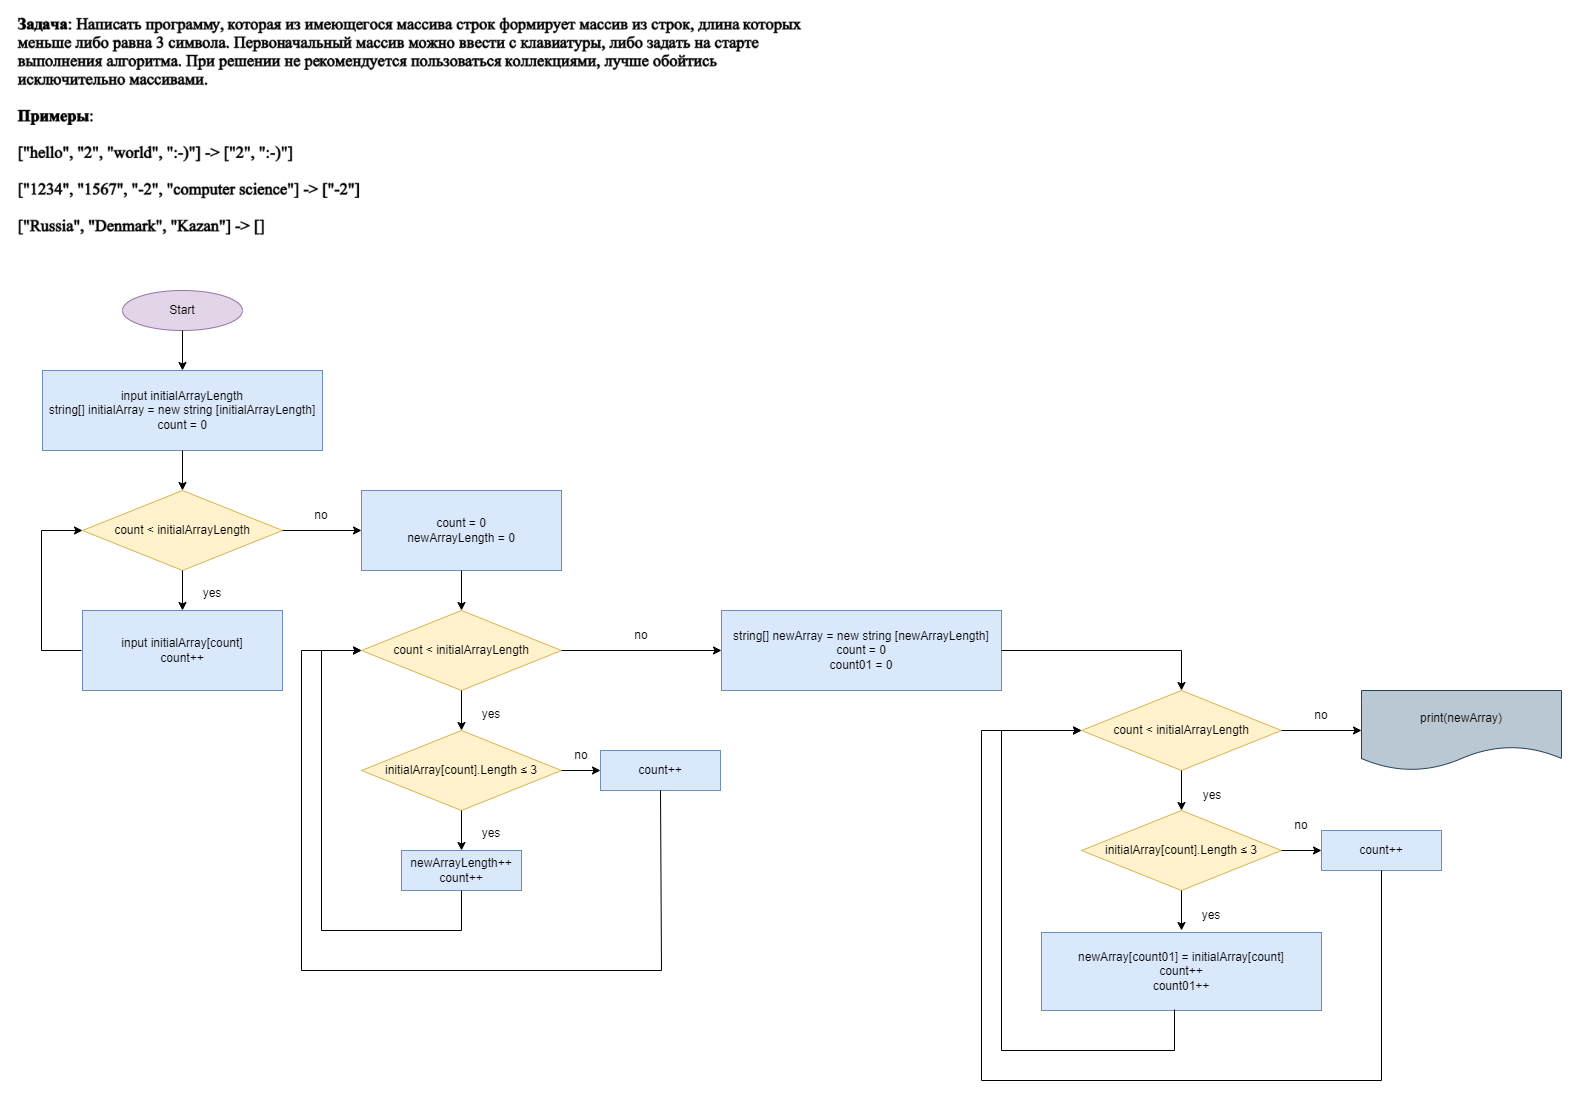 Задача: Написать программу, которая из имеющегося массива строк формирует массив из строк, длина которых
меньше либо равна 3 символа. Первоначальный массив можно ввести с клавиатуры, либо задать на старте
выполнения алгоритма. При решении не рекомендуется пользоваться коллекциями, лучше обойтись
исключительно массивами.
Примеры:
["hello", "2", "world", ":-)"] -> ["2", ":-)"]
["1234", "1567", "-2", "computer science"] -> ["-2"]
["Russia", "Denmark", "Kazan"] -> []
Start
input initialArrayLength
string[] initialArray = new string [initialArrayLength]
count = 0
count < initialArrayLength
no
yes
input initialArray[count]
count++
count = 0
newArrayLength = 0
count < initialArrayLength
no
yes
initialArray[count].Length ≤ 3
no
count++
yes
newArrayLength++
count++
string[] newArray = new string [newArrayLength]
count = 0
count01 = 0
count < initialArrayLength
no
print(newArray)
yes
initialArray[count].Length ≤ 3
no
count++
yes
newArray[count01] = initialArray[count]
count++
count01++